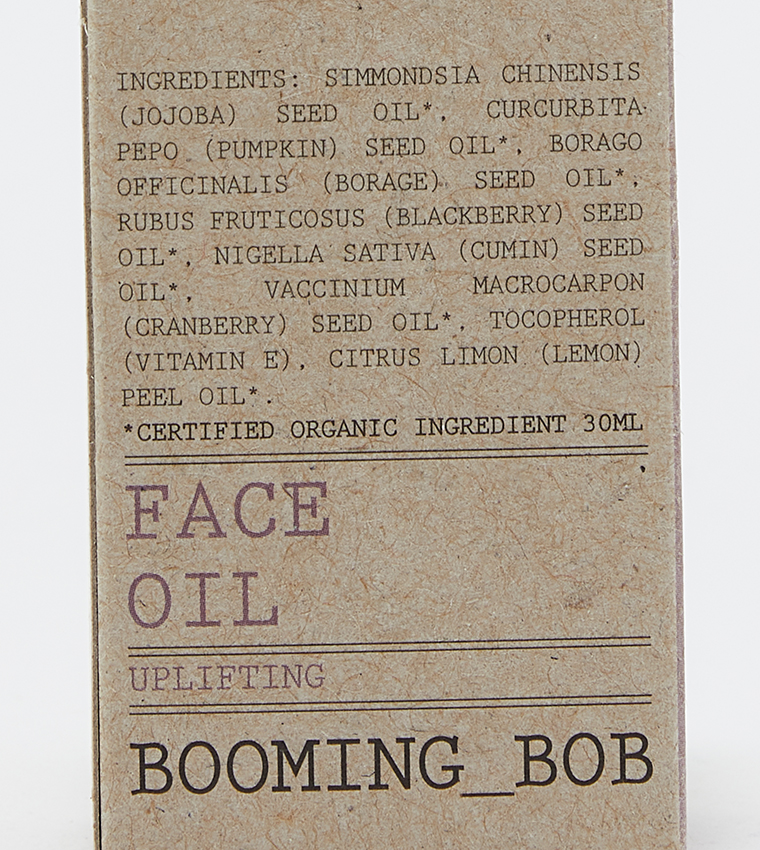 INGREDIENTS: SIMMONDSIA CHINENSIS
(JOJOBA) SEED OIL*, CURCURBITA
PEPO (PUMPKIN) SEED OIL*, BORAGO
OFFICINALIS (BORAGE) SEED OIL*,
RUBUS FRUTICOSUS (BLACKBERRY) SEED
OIL*, NIGELLA SATIVA (CUMIN) SEED
OIL*, VACCINIUM MACROCARPON
(CRANBERRY) SEED OIL*, TOCOPHEROL
(VITAMIN E), CITRUS LIMON (LEMON)
PEEL OIL*.
*CERTIFIED ORGANIC INGREDIENT 30ML
FACE
OIL
UPLIFTING
BOOMING_BOB